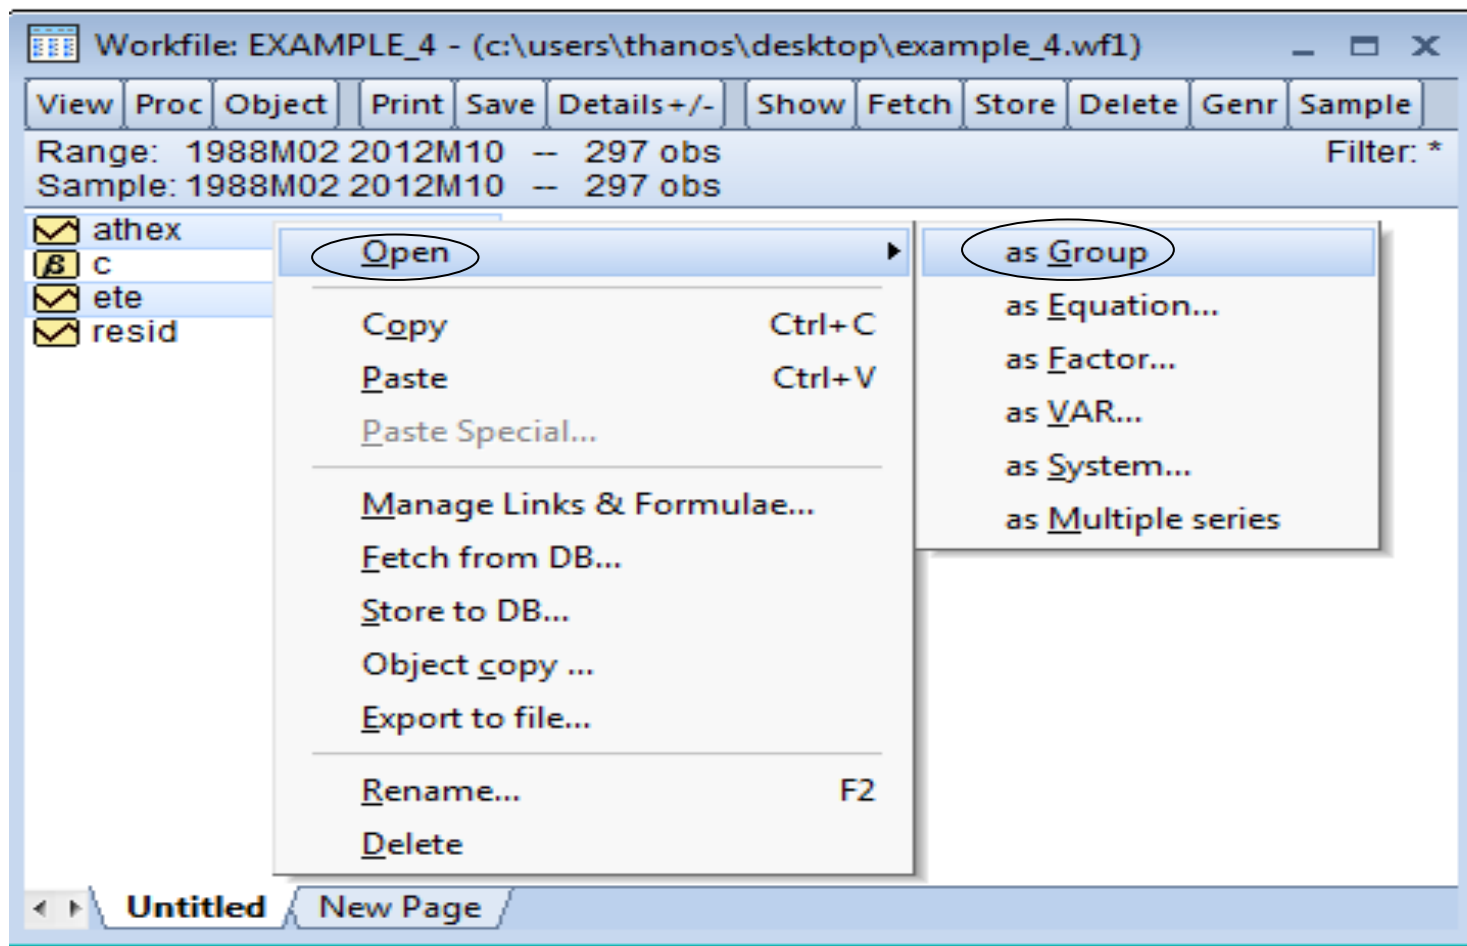 Workfile: EXAMPLE_4 - (c:\users\thanos\desktop\example_4.wf1)
View Proc Object Print Save Details+/- Show Fetch Store Delete Genr Sample
Range: 1988M02 2012M10 -- 297 obs Filter: *
Sample: 1988M02 2012M10 -- 297 obs
athex
β c
ete
resid
Open
Copy Ctrl+C
Paste Ctrl+V
Paste Special...
Manage Links & Formulae...
Fetch from DB...
Store to DB...
Object copy ...
Export to file...
Rename... F2
Delete
as Group
as Equation...
as Factor...
as VAR...
as System...
as Multiple series
Untitled New Page